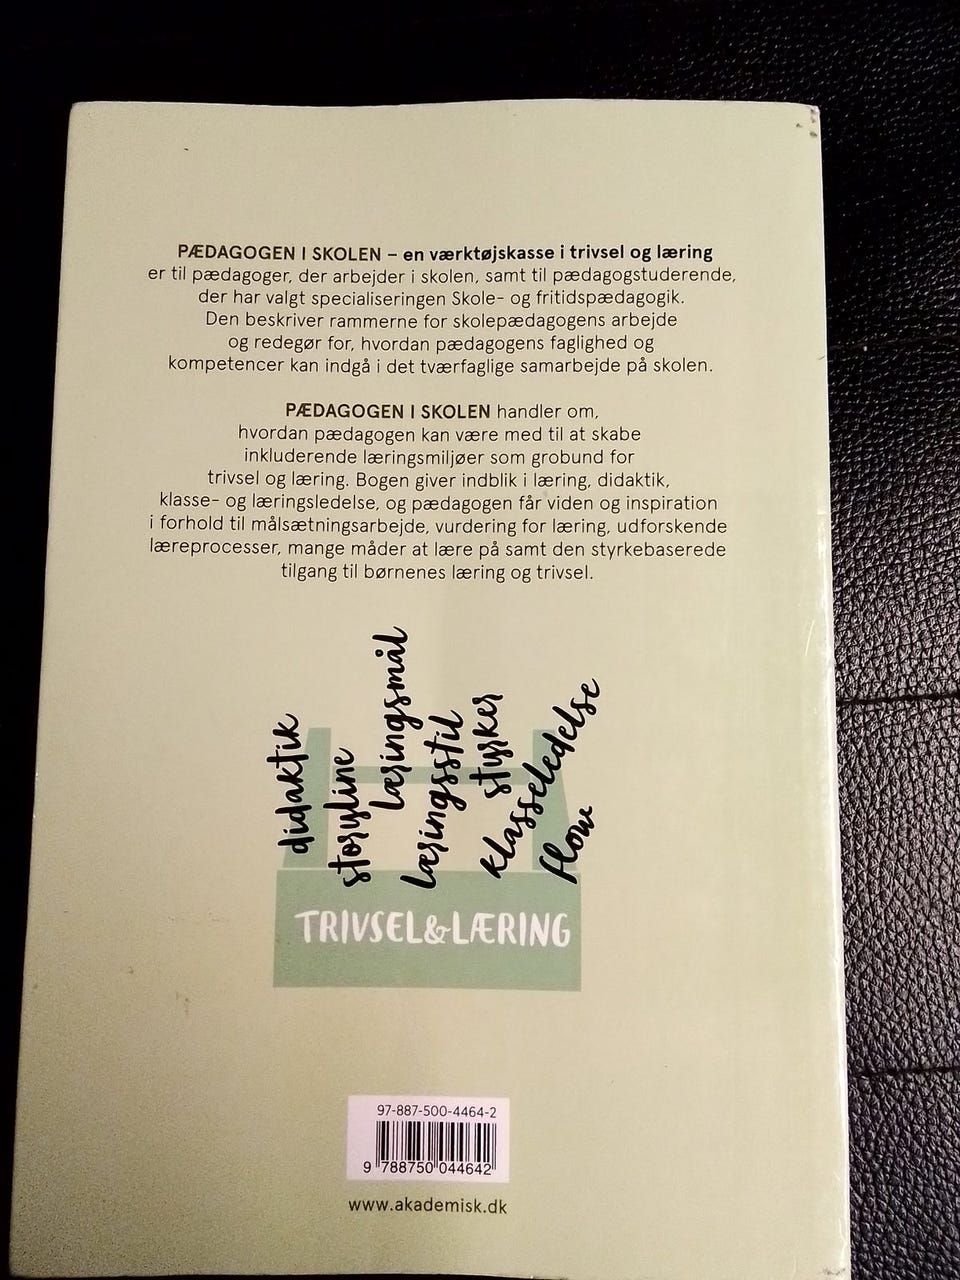 PÆDAGOGEN I SKOLEN – en værktøjskasse i trivsel og læring
er til pædagoger, der arbejder i skolen, samt til pædagogstuderende,
der har valgt specialiseringen Skole- og fritidspædagogik.
Den beskriver rammerne for skolepædagogens arbejde
og redegør for, hvordan pædagogens faglighed og
kompetencer kan indgå i det tværfaglige samarbejde på skolen.
PÆDAGOGEN I SKOLEN handler om,
hvordan pædagogen kan være med til at skabe
inkluderende læringsmiljøer som grobund for
trivsel og læring. Bogen giver indblik i læring, didaktik,
klasse- og læringsledelse, og pædagogen får viden og inspiration
i forhold til målsætningsarbejde, vurdering for læring, udforskende
læreprocesser, mange måder at lære på samt den styrkebaserede
tilgang til børnenes læring og trivsel.
didaktik
storyline
læringsmål
læringsstil
styrker
klasseledelse
flow
TRIVSEL & LÆRING
97-887-500-4464-2
9 788750 044642
www.akademisk.dk